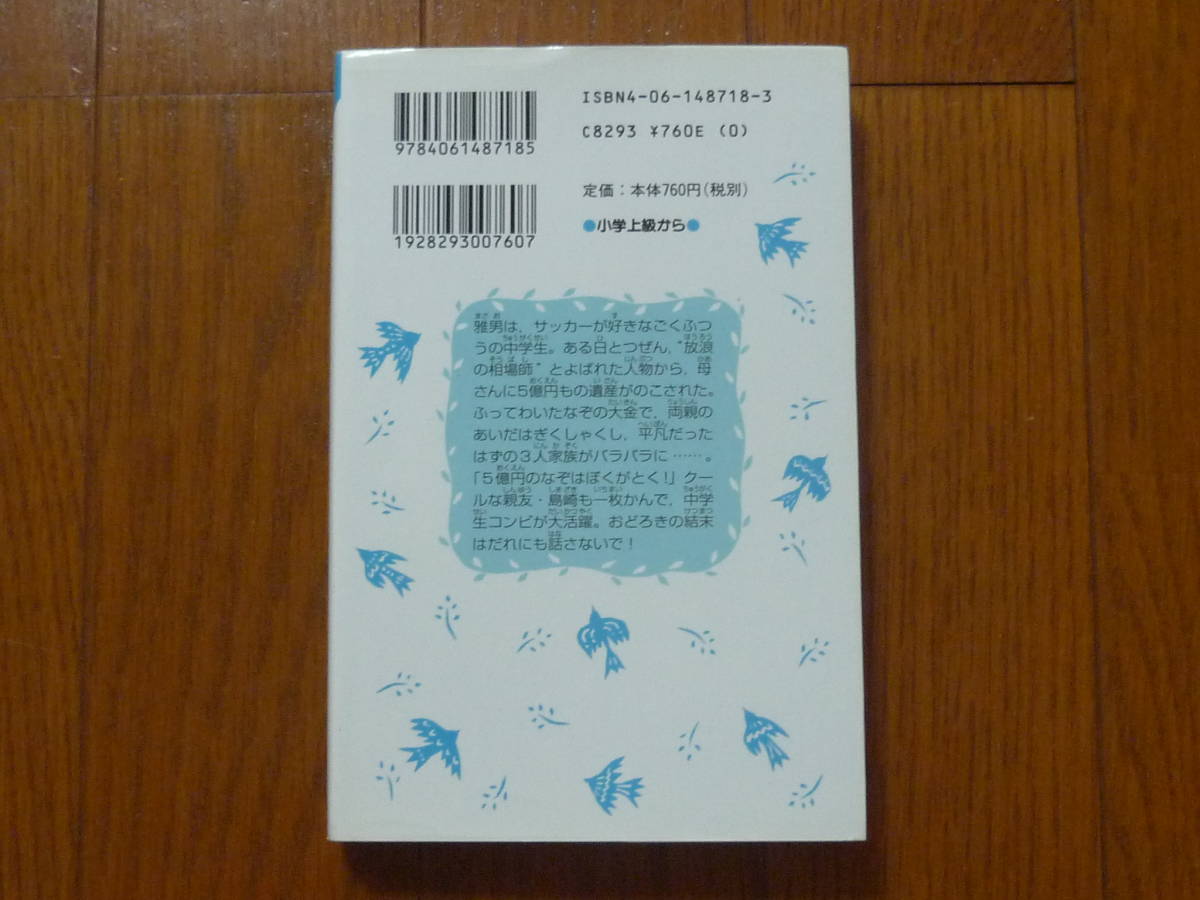 ISBN4-06-148718-3
C8293 ¥760E (0)
9784061487185
定価：本体760円(税別)
●小学上級から●
1928293007607
雅男は、サッカーが好きなごくふつ
うの中学生。ある日とつぜん、"放浪
の相場師"とよばれた人物から、母
さんに5億円もの遺産がのこされた。
ふってわいたなぞの大金で、両親の
あいだはぎくしゃくし、平凡だった
はずの3人家族がバラバラに……。
「5億円のなぞはぼくがとく！」クー
ルな親友・島崎も一枚かんで、中学
生コンビが大活躍。おどろきの結末
はだれにも話さないで！